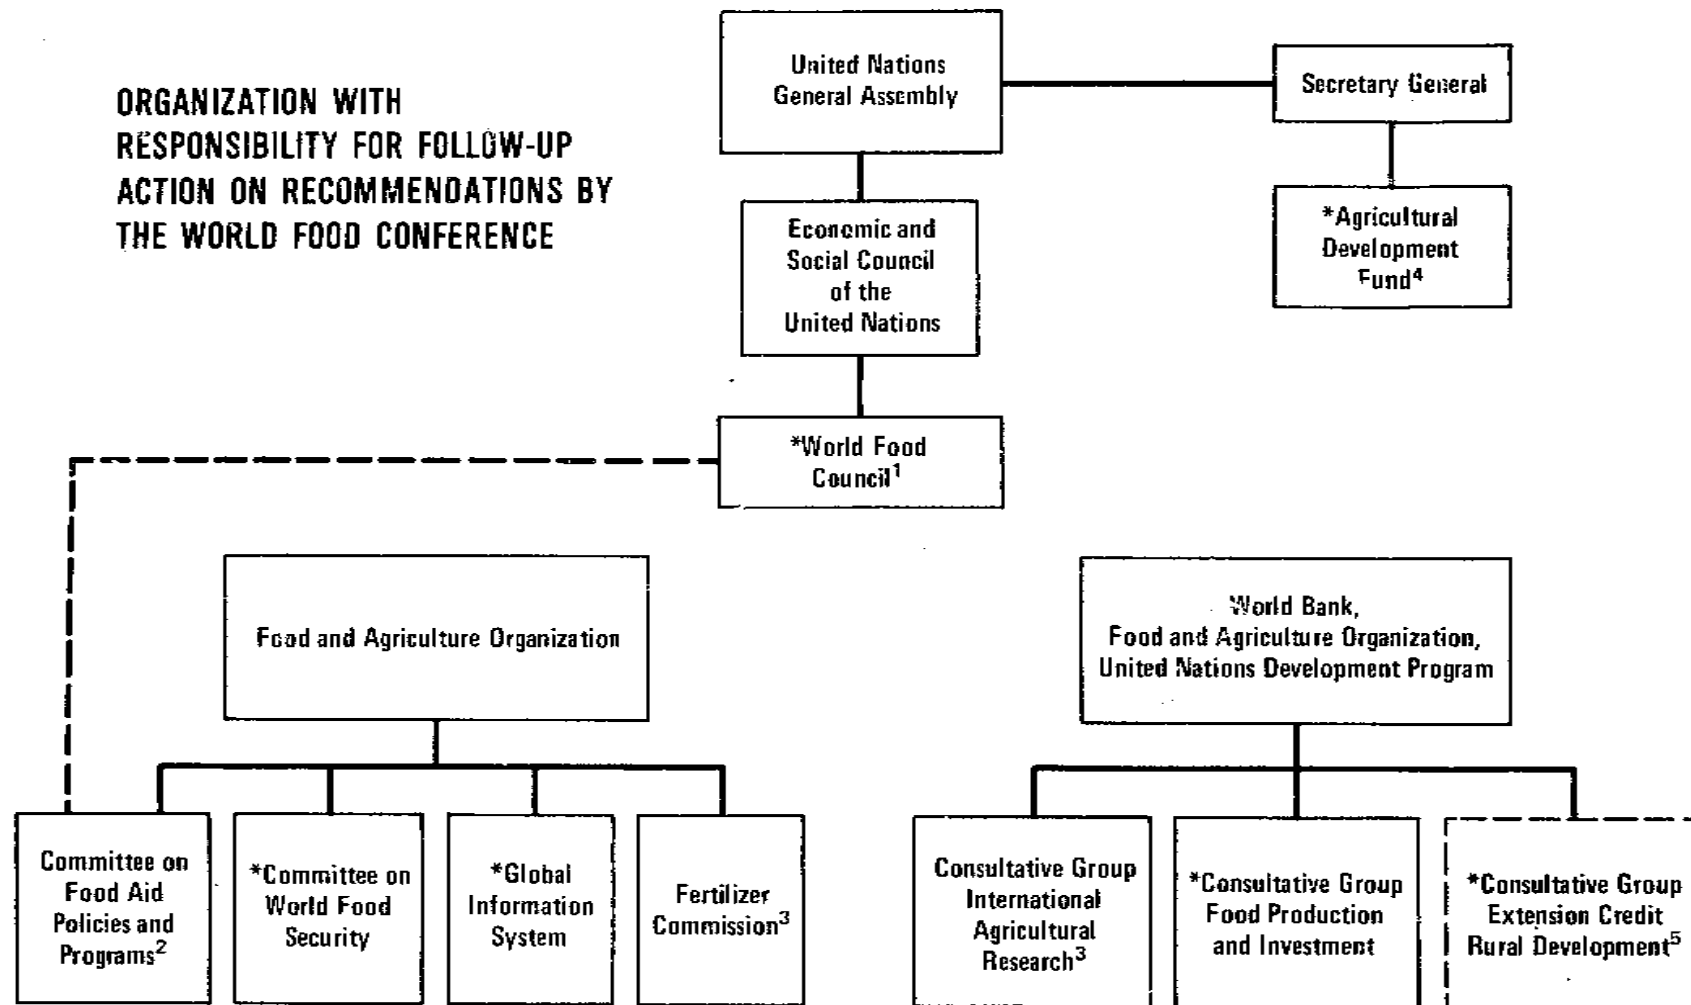 ORGANIZATION WITH
RESPONSIBILITY FOR FOLLOW-UP
ACTION ON RECOMMENDATIONS BY
THE WORLD FOOD CONFERENCE
United Nations
General Assembly
Secretary General
*Agricultural
Development
Fund⁴
Economic and
Social Council
of the
United Nations
*World Food
Council¹
Food and Agriculture Organization
World Bank,
Food and Agriculture Organization,
United Nations Development Program
Committee on
Food Aid
Policies and
Programs²
*Committee on
World Food
Security
*Global
Information
System
Fertilizer
Commission³
Consultative Group
International
Agricultural
Research³
*Consultative Group
Food Production
and Investment
*Consultative Group
Extension Credit
Rural Development⁵